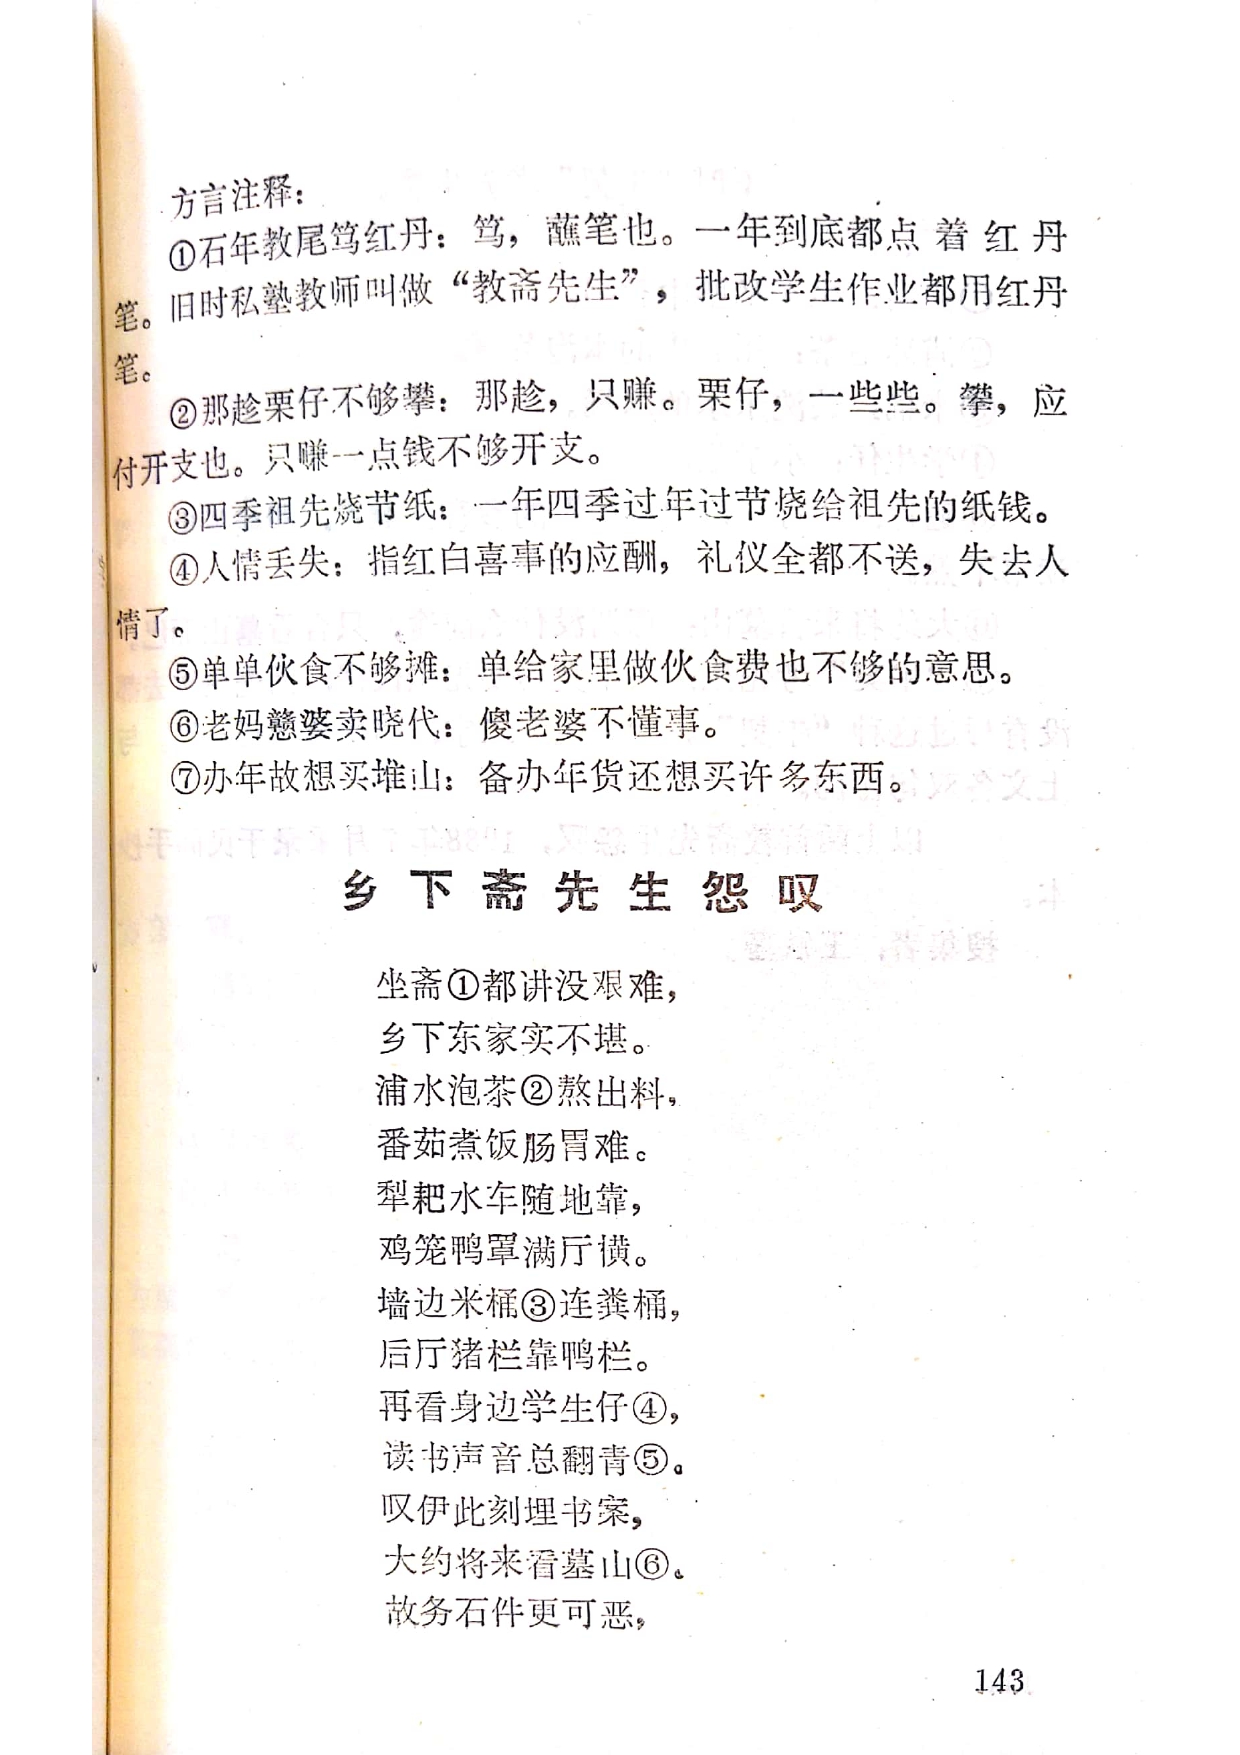 方言注释：
①石年教尾笃红丹：笃，蘸笔也。一年到底都点着红丹
笔。旧时私塾教师叫做“教斋先生”，批改学生作业都用红丹
笔。
②那趁栗仔不够攀：那趁，只赚。栗仔，一些些。攀，应
付开支也。只赚一点钱不够开支。
③四季祖先烧节纸：一年四季过年过节烧给祖先的纸钱。
④人情丢失：指红白喜事的应酬，礼仪全都不送，失去人
情了。
⑤单单伙食不够摊：单给家里做伙食费也不够的意思。
⑥老妈戆婆卖晓代：傻老婆不懂事。
⑦办年故想买堆山：备办年货还想买许多东西。
乡下斋先生怨叹
坐斋①都讲没艰难，
乡下东家实不堪。
浦水泡茶②熬出料，
番茹煮饭肠胃难。
犁耙水车随地靠，
鸡笼鸭罩满厅横。
墙边米桶③连粪桶，
后厅猪栏靠鸭栏。
再看身边学生仔④，
读书声音总翻青⑤。
叹伊此刻埋书案，
大约将来看墓山⑥。
故务石件更可恶，
143